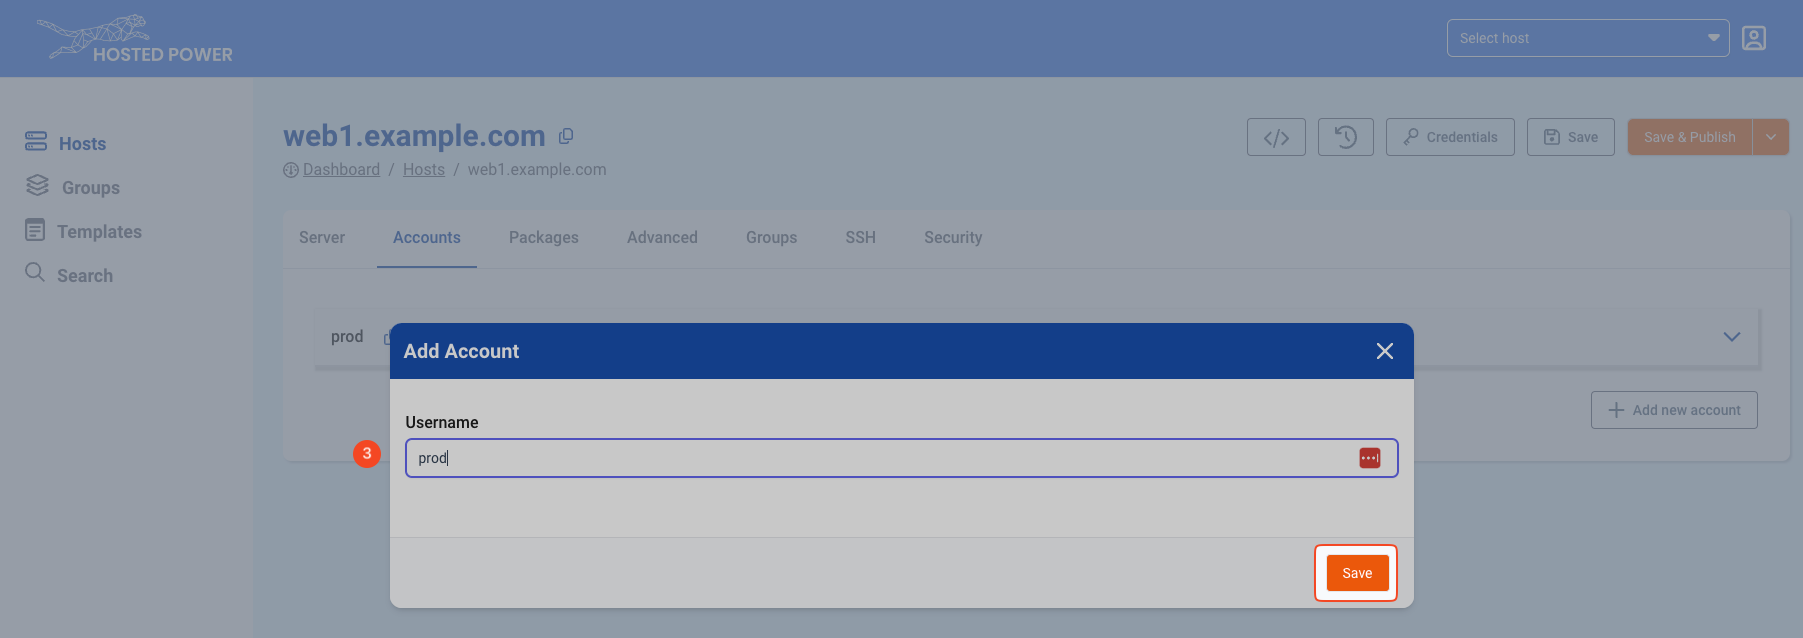 HOSTED POWER
Select host
Hosts
Groups
Templates
Search
web1.example.com
Dashboard / Hosts / web1.example.com
</> Credentials Save Save & Publish
Server Accounts Packages Advanced Groups SSH Security
prod
Add new account
Add Account
Username
3
prod
Save